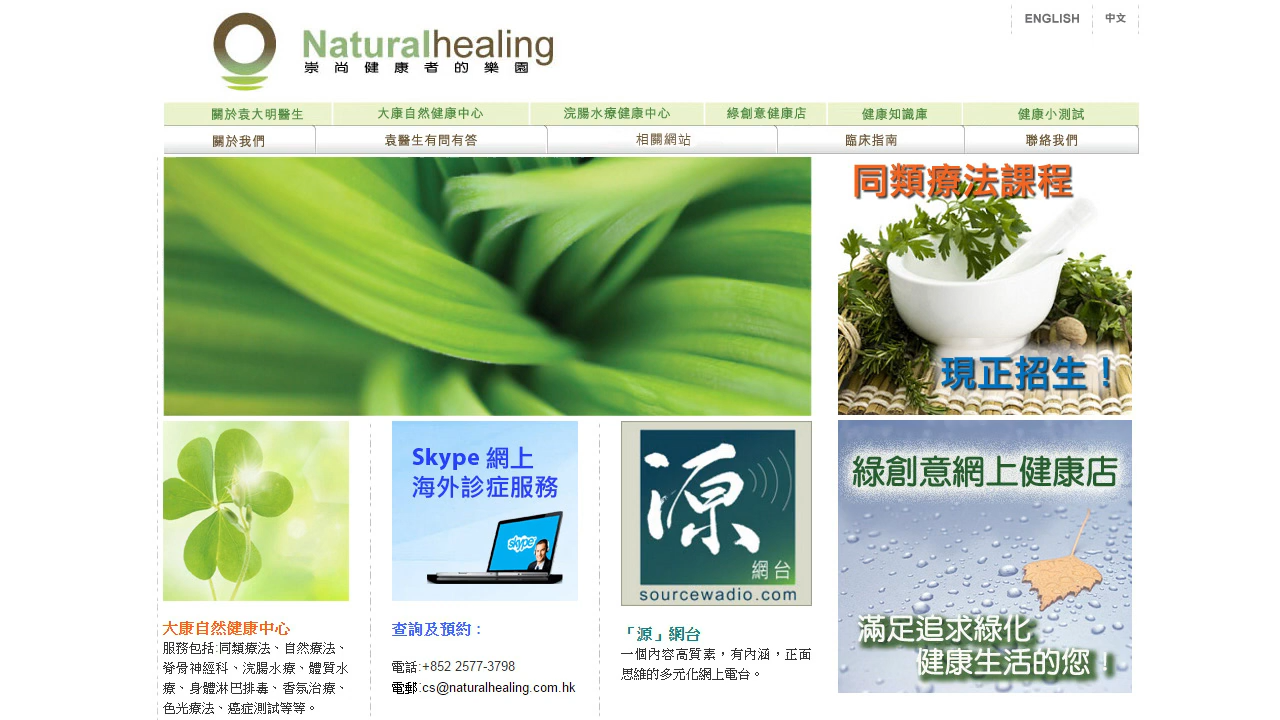 ENGLISH
中文
Naturalhealing
崇尚健康者的樂園
關於袁大明醫生
大康自然健康中心
浣腸水療健康中心
綠創意健康店
健康知識庫
健康小測試
關於我們
袁醫生有問有答
相關網站
臨床指南
聯絡我們
同類療法課程
現正招生！
Skype 網上
海外診症服務
skype
源
網台
sourcewadio.com
綠創意網上健康店
滿足追求綠化
健康生活的您！
大康自然健康中心
服務包括:同類療法、自然療法、
脊骨神經科、浣腸水療、體質水
療、身體淋巴排毒、香氛治療、
色光療法、癌症測試等等。
查詢及預約：
電話:+852 2577-3798
電郵:cs@naturalhealing.com.hk
「源」網台
一個內容高質素，有內涵，正面
思維的多元化網上電台。